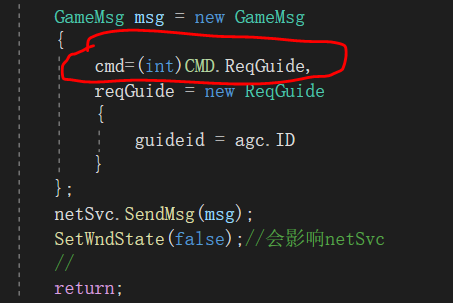 GameMsg msg = new GameMsg
{
cmd=(int)CMD.ReqGuide,
reqGuide = new ReqGuide
{
guideid = agc.ID
}
};
netSvc.SendMsg(msg);
SetWndState(false);//会影响netSvc
//
return;